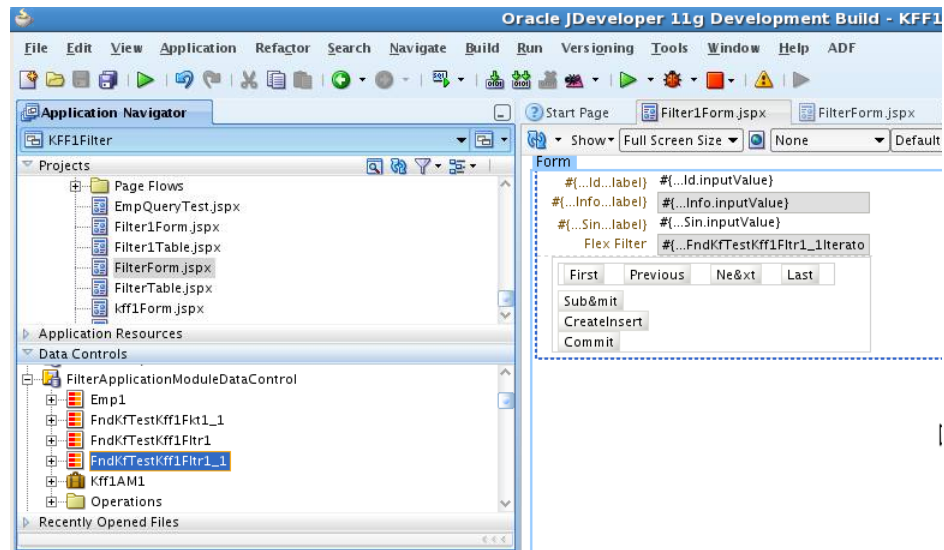 Oracle JDeveloper 11g Development Build - KFF1
File Edit View Application Refactor Search Navigate Build Run Versioning Tools Window Help ADF
Application Navigator
KFF1Filter
Projects
Page Flows
EmpQueryTest.jspx
Filter1Form.jspx
Filter1Table.jspx
FilterForm.jspx
FilterTable.jspx
kff1Form.jspx
Application Resources
Data Controls
FilterApplicationModuleDataControl
Emp1
FndKfTestKff1Fkt1_1
FndKfTestKff1Fltr1
FndKfTestKff1Fltr1_1
Kff1AM1
Operations
Recently Opened Files
Start Page Filter1Form.jspx FilterForm.jspx
Show Full Screen Size None Default
Form
#{...Id...label} #{...Id.inputValue}
#{...Info...label} #{...Info.inputValue}
#{...Sin...label} #{...Sin.inputValue}
Flex Filter #{...FndKfTestKff1Fltr1_1Iterato
First Previous Ne&xt Last
Sub&mit
CreateInsert
Commit